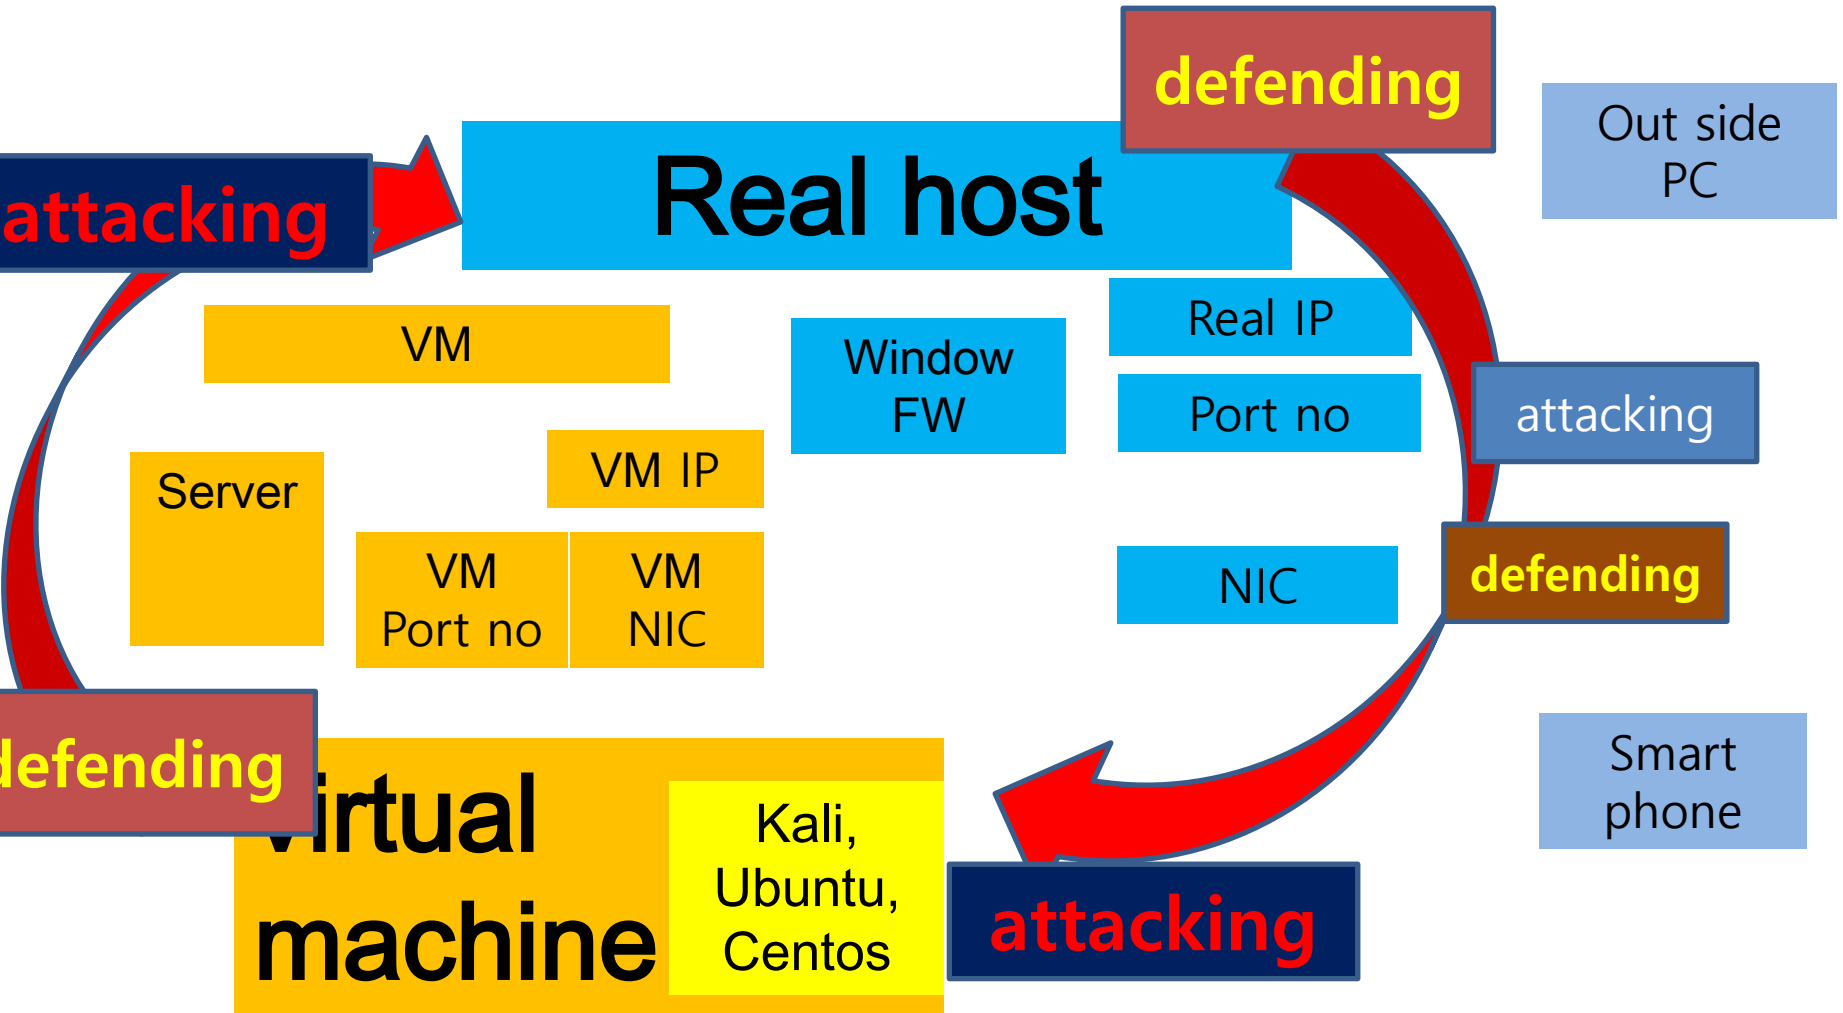 defending
Out side
PC
attacking
Real host
Real IP
VM
Window
FW
Port no
attacking
VM IP
Server
VM
Port no
VM
NIC
NIC
defending
defending
Virtual
machine
Kali,
Ubuntu,
Centos
attacking
Smart
phone